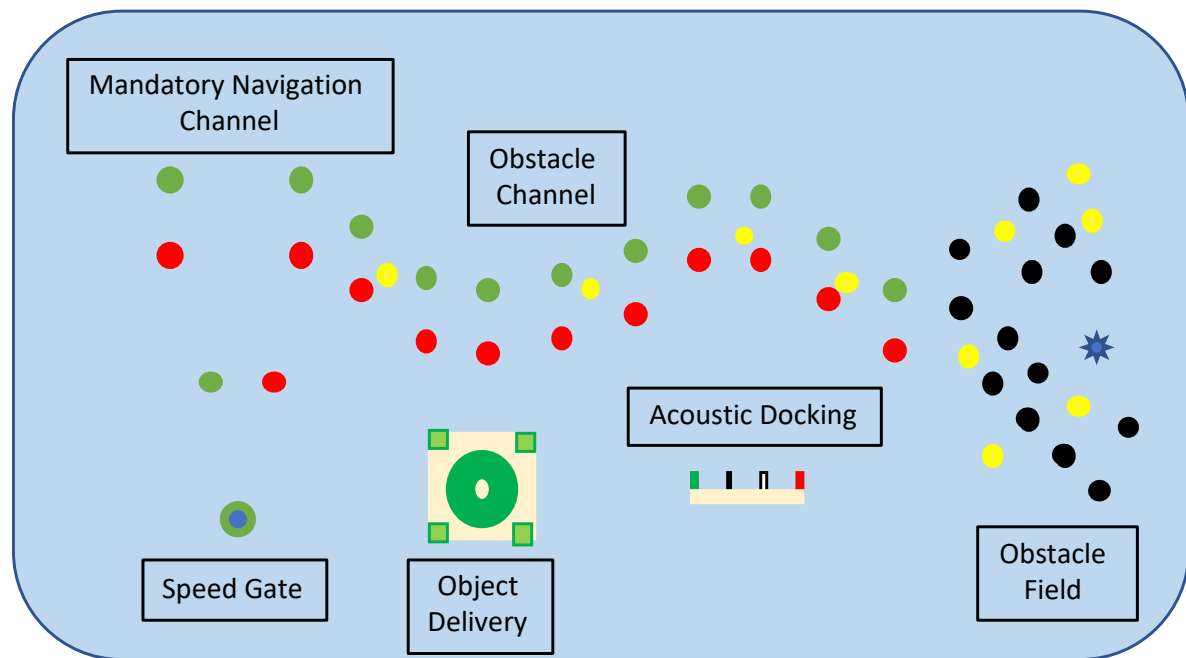 Mandatory Navigation
Channel
Obstacle
Channel
Acoustic Docking
Speed Gate
Object
Delivery
Obstacle
Field